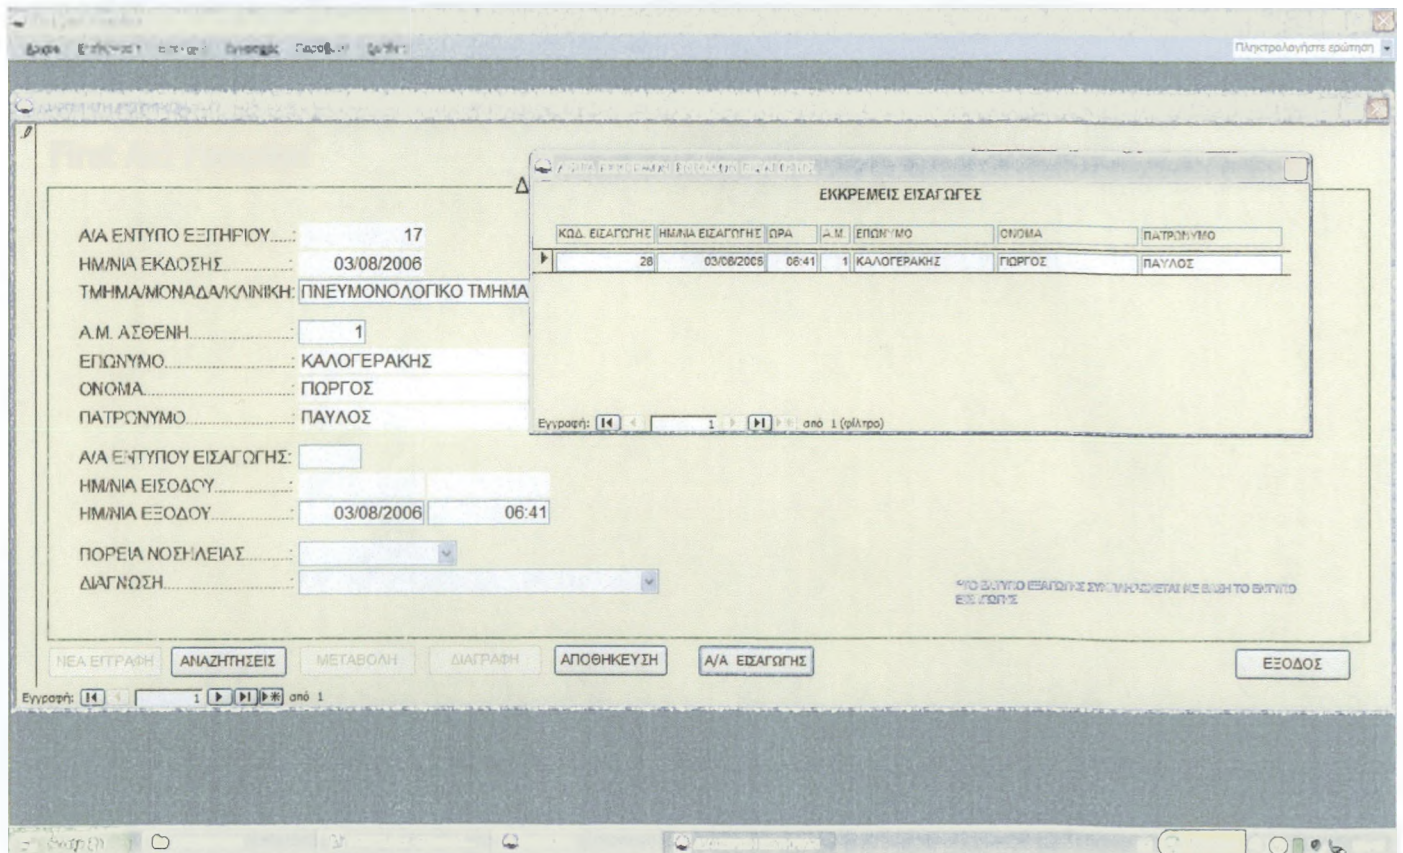 Πληκτρολογήστε ερώτηση
ΕΚΚΡΕΜΕΙΣ ΕΙΣΑΓΩΓΕΣ
ΚΩΔ. ΕΙΣΑΓΩΓΗΣ ΗΜ/ΝΙΑ ΕΙΣΑΓΩΓΗΣ ΩΡΑ Α.Μ. ΕΠΩΝΥΜΟ ΟΝΟΜΑ ΠΑΤΡΩΝΥΜΟ
28 03/08/2006 06:41 1 ΚΑΛΟΓΕΡΑΚΗΣ ΓΙΩΡΓΟΣ ΠΑΥΛΟΣ
Εγγραφή: 1 από 1 (φίλτρο)
Α/Α ΕΝΤΥΠΟ ΕΞΙΤΗΡΙΟΥ.....: 17
ΗΜ/ΝΙΑ ΕΚΔΟΣΗΣ..............: 03/08/2006
ΤΜΗΜΑ/ΜΟΝΑΔΑ/ΚΛΙΝΙΚΗ: ΠΝΕΥΜΟΝΟΛΟΓΙΚΟ ΤΜΗΜΑ
Α.Μ. ΑΣΘΕΝΗ......................: 1
ΕΠΩΝΥΜΟ...........................: ΚΑΛΟΓΕΡΑΚΗΣ
ΟΝΟΜΑ................................: ΓΙΩΡΓΟΣ
ΠΑΤΡΩΝΥΜΟ......................: ΠΑΥΛΟΣ
Α/Α ΕΝΤΥΠΟΥ ΕΙΣΑΓΩΓΗΣ:
ΗΜ/ΝΙΑ ΕΙΣΟΔΟΥ................:
ΗΜ/ΝΙΑ ΕΞΟΔΟΥ.................: 03/08/2006 06:41
ΠΟΡΕΙΑ ΝΟΣΗΛΕΙΑΣ..........:
ΔΙΑΓΝΩΣΗ...........................:
ΝΕΑ ΕΓΓΡΑΦΗ ΑΝΑΖΗΤΗΣΕΙΣ ΜΕΤΑΒΟΛΗ ΔΙΑΓΡΑΦΗ ΑΠΟΘΗΚΕΥΣΗ Α/Α ΕΙΣΑΓΩΓΗΣ ΕΞΟΔΟΣ
Εγγραφή: 1 από 1